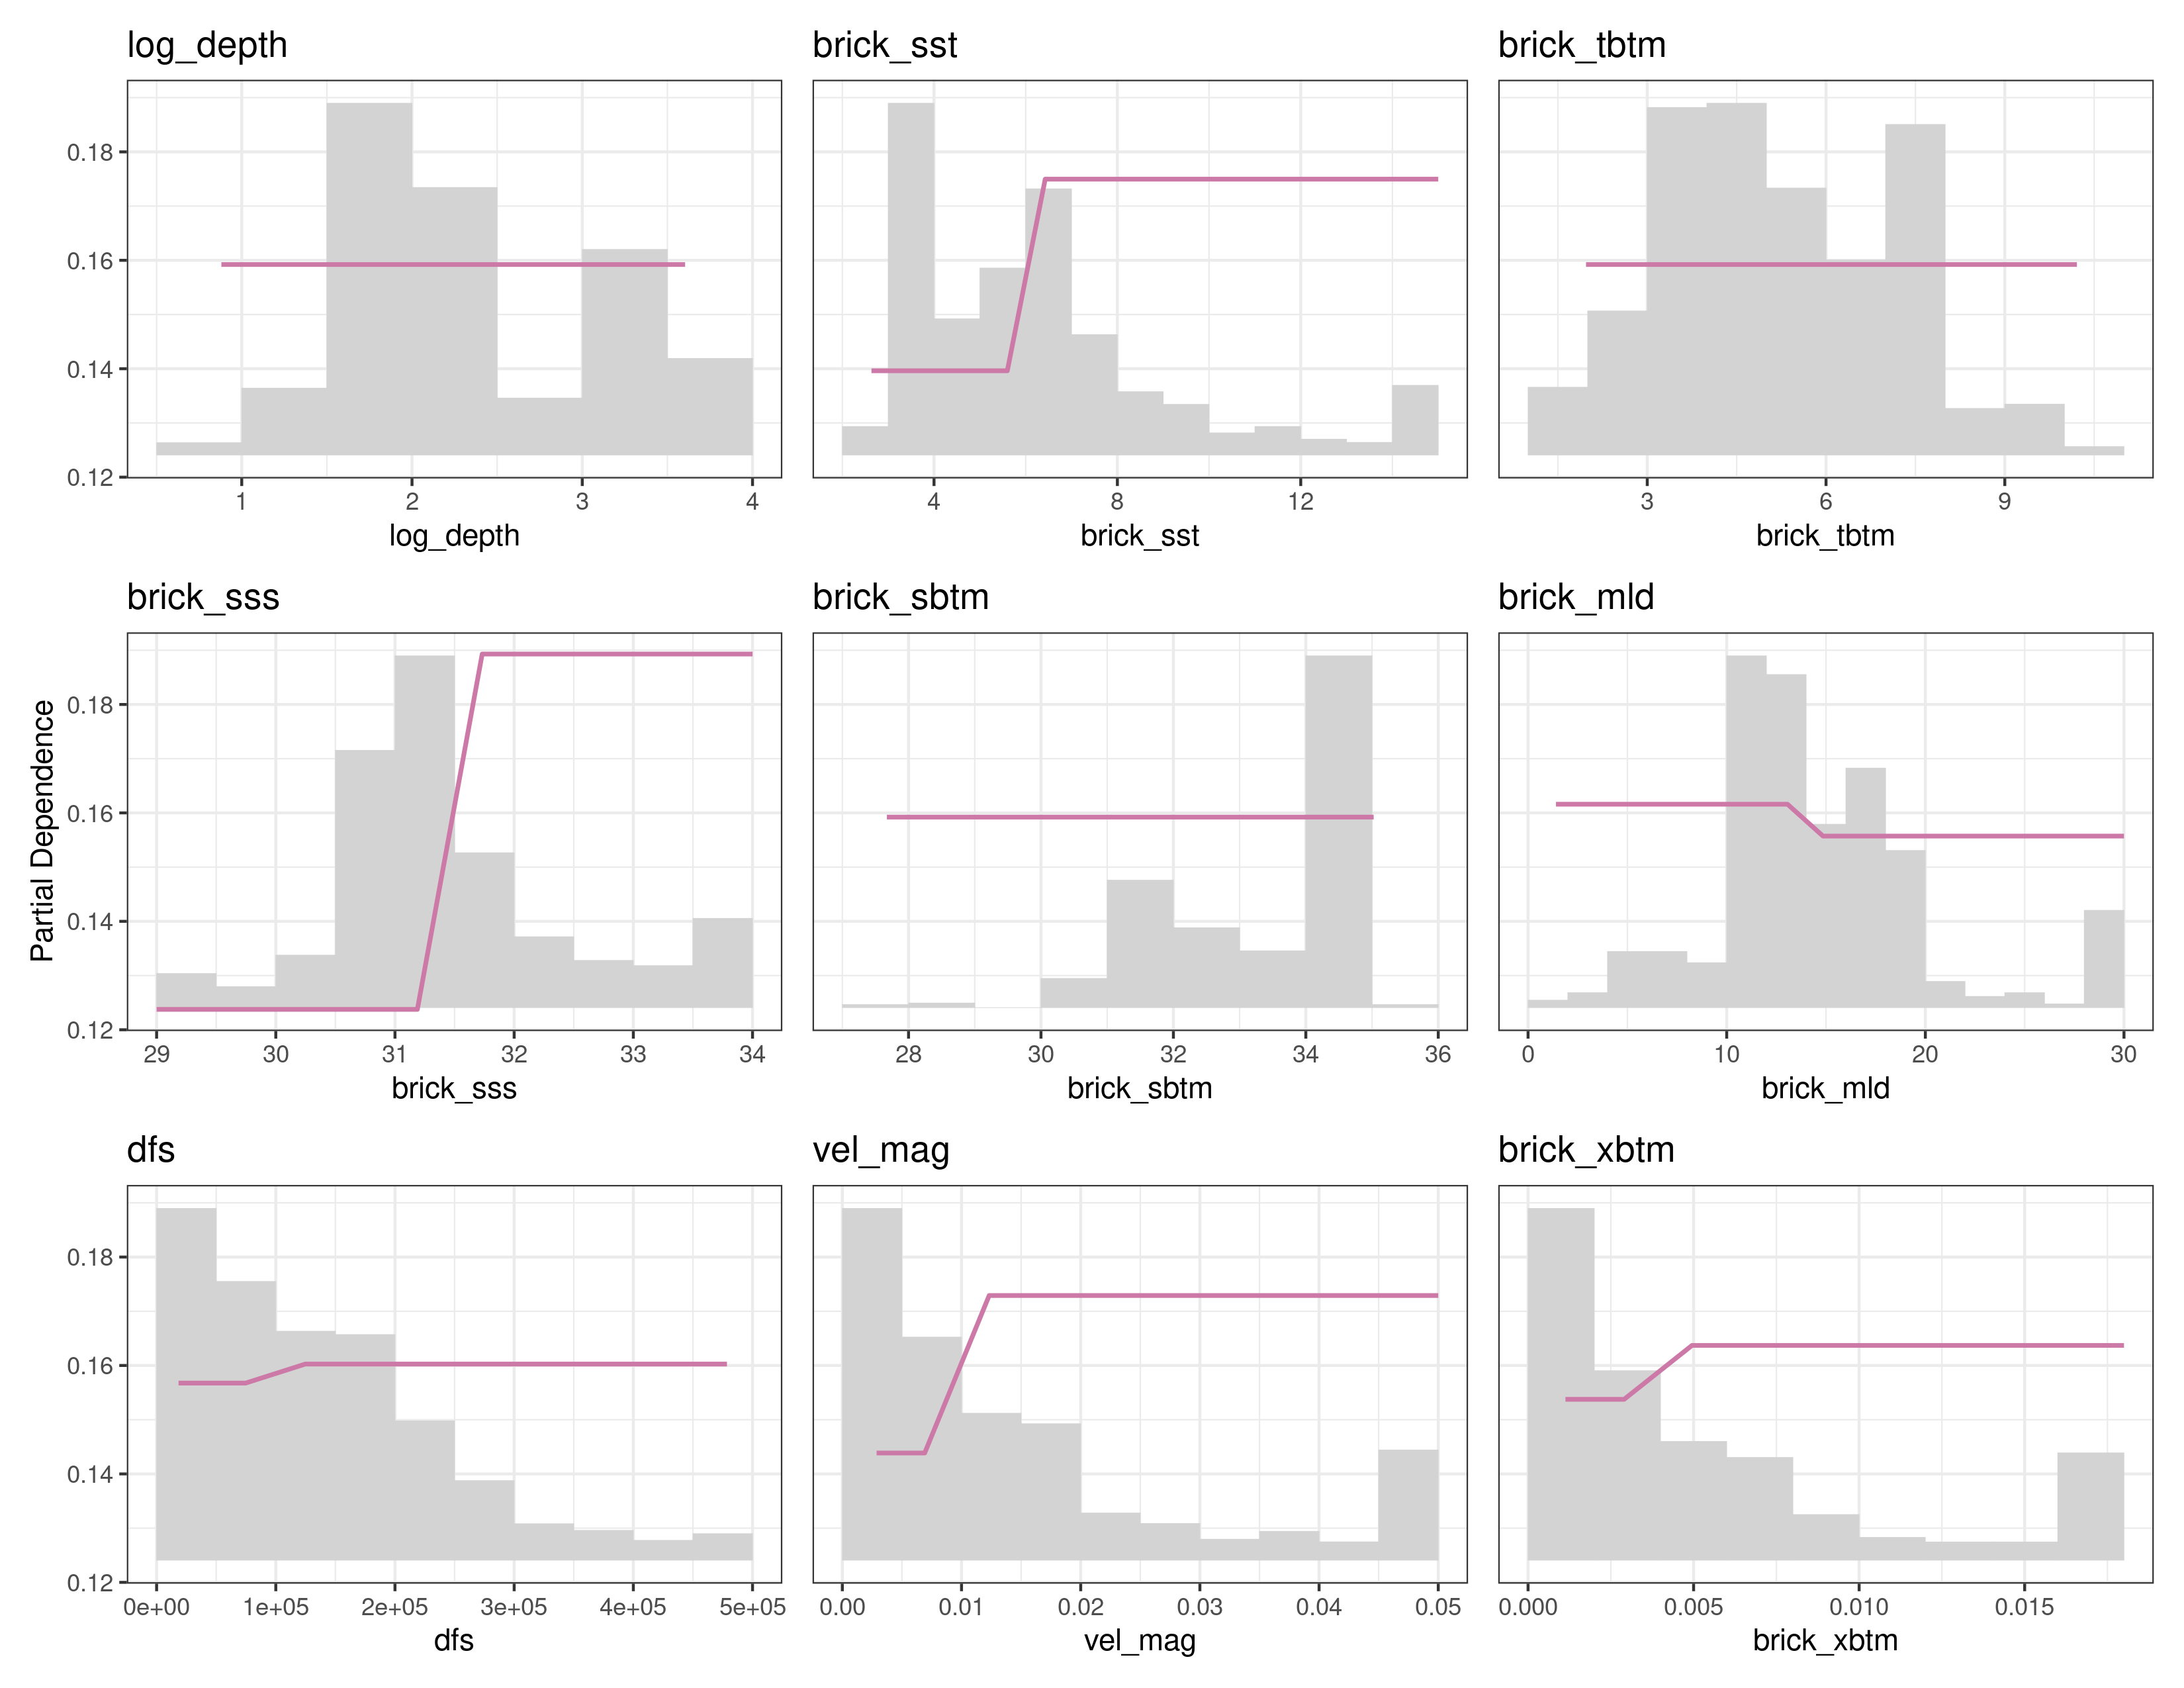 log_depth
brick_sst
brick_tbtm
0.18
0.16
0.14
0.12
1 2 3 4
4 8 12
3 6 9
log_depth
brick_sst
brick_tbtm
brick_sss
brick_sbtm
brick_mld
Partial Dependence
0.18
0.16
0.14
0.12
29 30 31 32 33 34
28 30 32 34 36
0 10 20 30
brick_sss
brick_sbtm
brick_mld
dfs
vel_mag
brick_xbtm
0.18
0.16
0.14
0.12
0e+00 1e+05 2e+05 3e+05 4e+05 5e+05
0.00 0.01 0.02 0.03 0.04 0.05
0.000 0.005 0.010 0.015
dfs
vel_mag
brick_xbtm